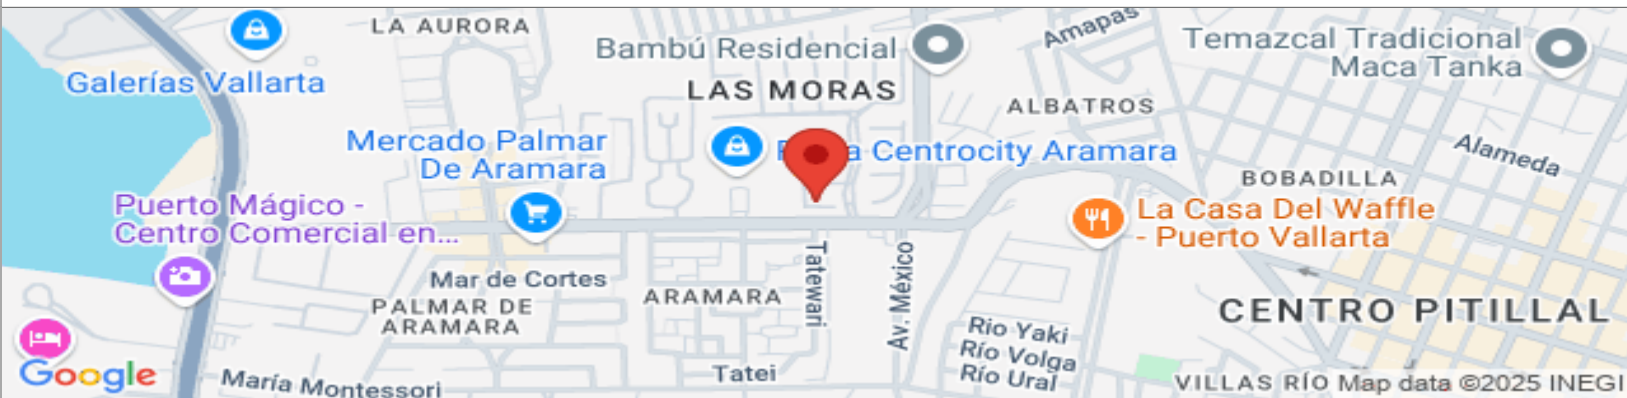 LA AURORA
Galerías Vallarta
Bambú Residencial
LAS MORAS
Amapas
Temazcal Tradicional
Maca Tanka
ALBATROS
Mercado Palmar
De Aramara
Centrocity Aramara
Alameda
BOBADILLA
Puerto Mágico -
Centro Comercial en...
La Casa Del Waffle
- Puerto Vallarta
Tatewari
Av. México
Mar de Cortes
ARAMARA
PALMAR DE
ARAMARA
CENTRO PITILLAL
Rio Yaki
Río Volga
Río Ural
Google
María Montessori
Tatei
VILLAS RÍO
Map data ©2025 INEGI